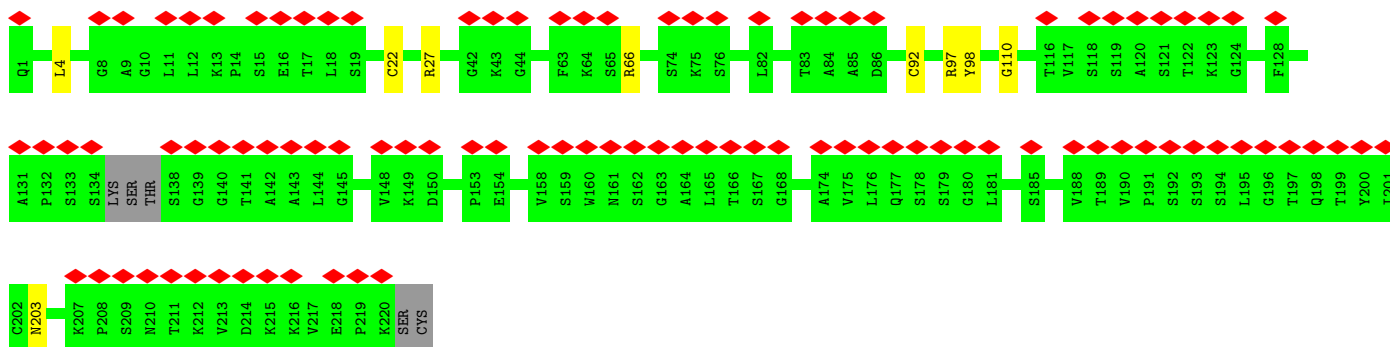 Q1 L4 G8 A9 G10 L11 L12 K13 P14 S15 E16 T17 L18 S19 C22 R27 G42 K43 G44 F63 K64 S65 R66 S74 K75 S76 L82 T83 A84 A85 D86 C92 R97 Y98 G110 T116 V117 S118 S119 A120 S121 T122 K123 G124 F128
A131 P132 S133 S134 LYS SER THR S138 G139 G140 T141 A142 A143 L144 G145 V148 K149 D150 P153 E154 V158 S159 W160 N161 S162 G163 A164 L165 T166 S167 G168 A174 V175 L176 Q177 S178 S179 G180 L181 S185 V188 T189 V190 P191 S192 S193 S194 L195 G196 T197 Q198 T199 Y200 I201
C202 N203 K207 P208 S209 N210 T211 K212 V213 D214 K215 K216 V217 E218 P219 K220 SER CYS